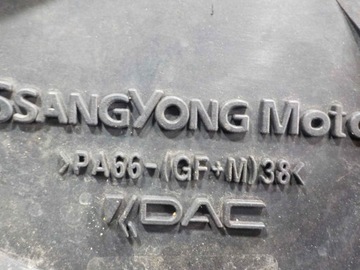 SSANGYONG Moto
>PA66-(GF+M)38<
DAC